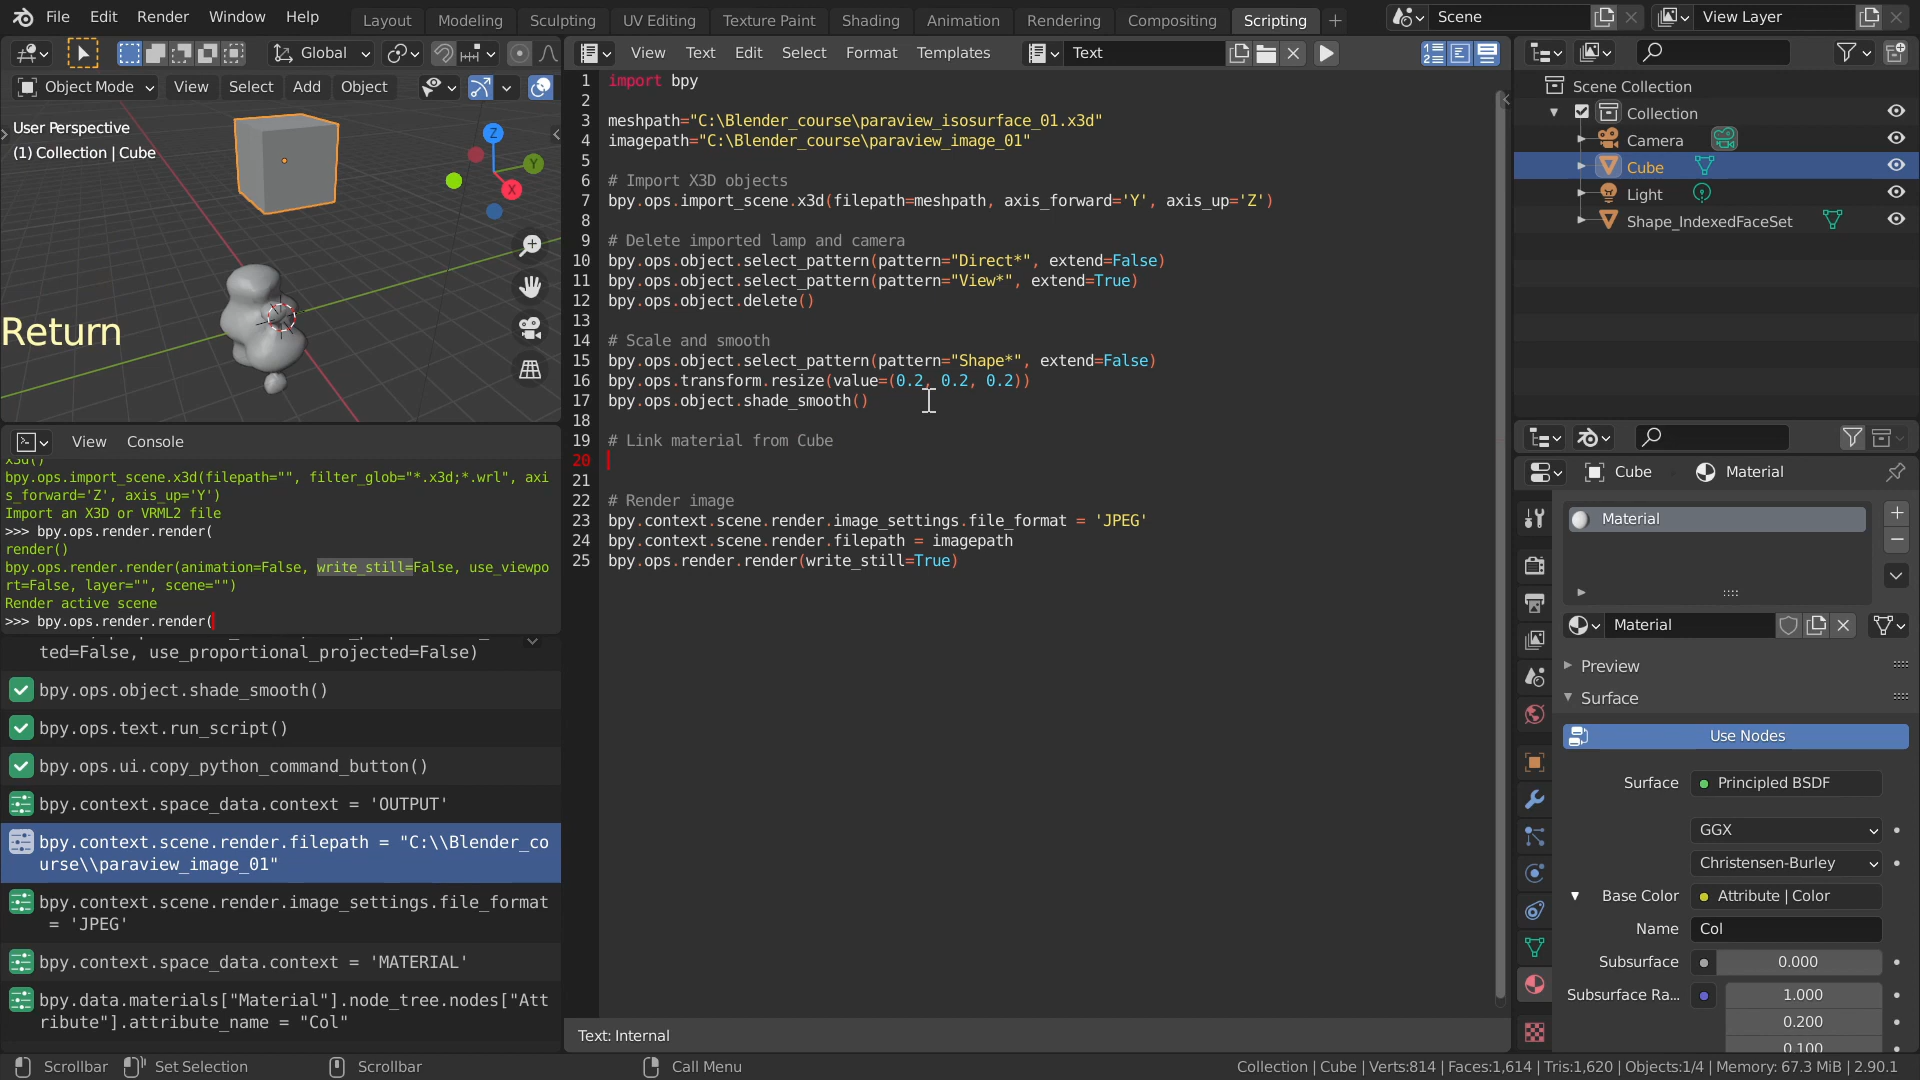 File Edit Render Window Help Layout Modeling Sculpting UV Editing Texture Paint Shading Animation Rendering Compositing Scripting + Scene View Layer
Global View Text Edit Select Format Templates Text
Object Mode View Select Add Object
User Perspective
(1) Collection | Cube
Z
Y
X
Return
View Console
x3d()
bpy.ops.import_scene.x3d(filepath="", filter_glob="*.x3d;*.wrl", axi
s_forward='Z', axis_up='Y')
Import an X3D or VRML2 file
>>> bpy.ops.render.render(
render()
bpy.ops.render.render(animation=False, write_still=False, use_viewpo
rt=False, layer="", scene="")
Render active scene
>>> bpy.ops.render.render(
ted=False, use_proportional_projected=False)
bpy.ops.object.shade_smooth()
bpy.ops.text.run_script()
bpy.ops.ui.copy_python_command_button()
bpy.context.space_data.context = 'OUTPUT'
bpy.context.scene.render.filepath = "C:\\Blender_co
urse\\paraview_image_01"
bpy.context.scene.render.image_settings.file_format
= 'JPEG'
bpy.context.space_data.context = 'MATERIAL'
bpy.data.materials["Material"].node_tree.nodes["Att
ribute"].attribute_name = "Col"
1 import bpy
2
3 meshpath="C:\Blender_course\paraview_isosurface_01.x3d"
4 imagepath="C:\Blender_course\paraview_image_01"
5
6 # Import X3D objects
7 bpy.ops.import_scene.x3d(filepath=meshpath, axis_forward='Y', axis_up='Z')
8
9 # Delete imported lamp and camera
10 bpy.ops.object.select_pattern(pattern="Direct*", extend=False)
11 bpy.ops.object.select_pattern(pattern="View*", extend=True)
12 bpy.ops.object.delete()
13
14 # Scale and smooth
15 bpy.ops.object.select_pattern(pattern="Shape*", extend=False)
16 bpy.ops.transform.resize(value=(0.2, 0.2, 0.2))
17 bpy.ops.object.shade_smooth()
18
19 # Link material from Cube
20
21
22 # Render image
23 bpy.context.scene.render.image_settings.file_format = 'JPEG'
24 bpy.context.scene.render.filepath = imagepath
25 bpy.ops.render.render(write_still=True)
Text: Internal
Scene Collection
Collection
Camera
Cube
Light
Shape_IndexedFaceSet
Cube Material
Material
Material
Preview
Surface
Use Nodes
Surface Principled BSDF
GGX
Christensen-Burley
Base Color Attribute | Color
Name Col
Subsurface 0.000
Subsurface Ra... 1.000
0.200
0.100
Scrollbar Set Selection Scrollbar Call Menu Collection | Cube | Verts:814 | Faces:1,614 | Tris:1,620 | Objects:1/4 | Memory: 67.3 MiB | 2.90.1